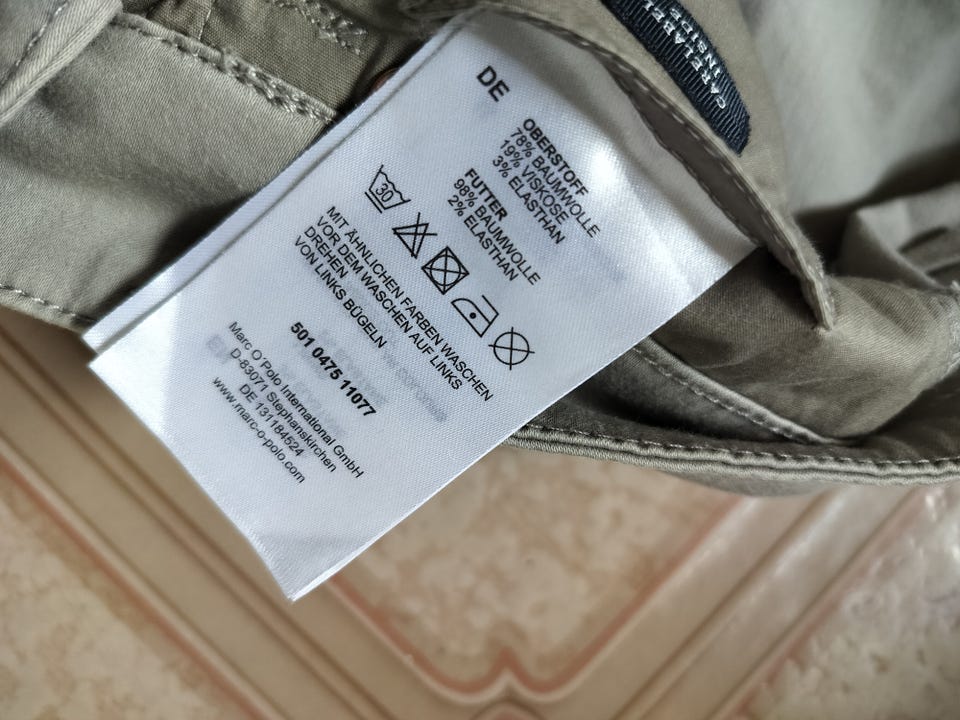 CARELABEL
INSIDE
DE
OBERSTOFF
78% BAUMWOLLE
19% VISKOSE
3% ELASTHAN
FUTTER
98% BAUMWOLLE
2% ELASTHAN
30
MIT ÄHNLICHEN FARBEN WASCHEN
VOR DEM WASCHEN AUF LINKS
DREHEN
VON LINKS BÜGELN
501 0475 11077
Marc O'Polo International GmbH
D-83071 Stephanskirchen
DE 131184524
www.marc-o-polo.com